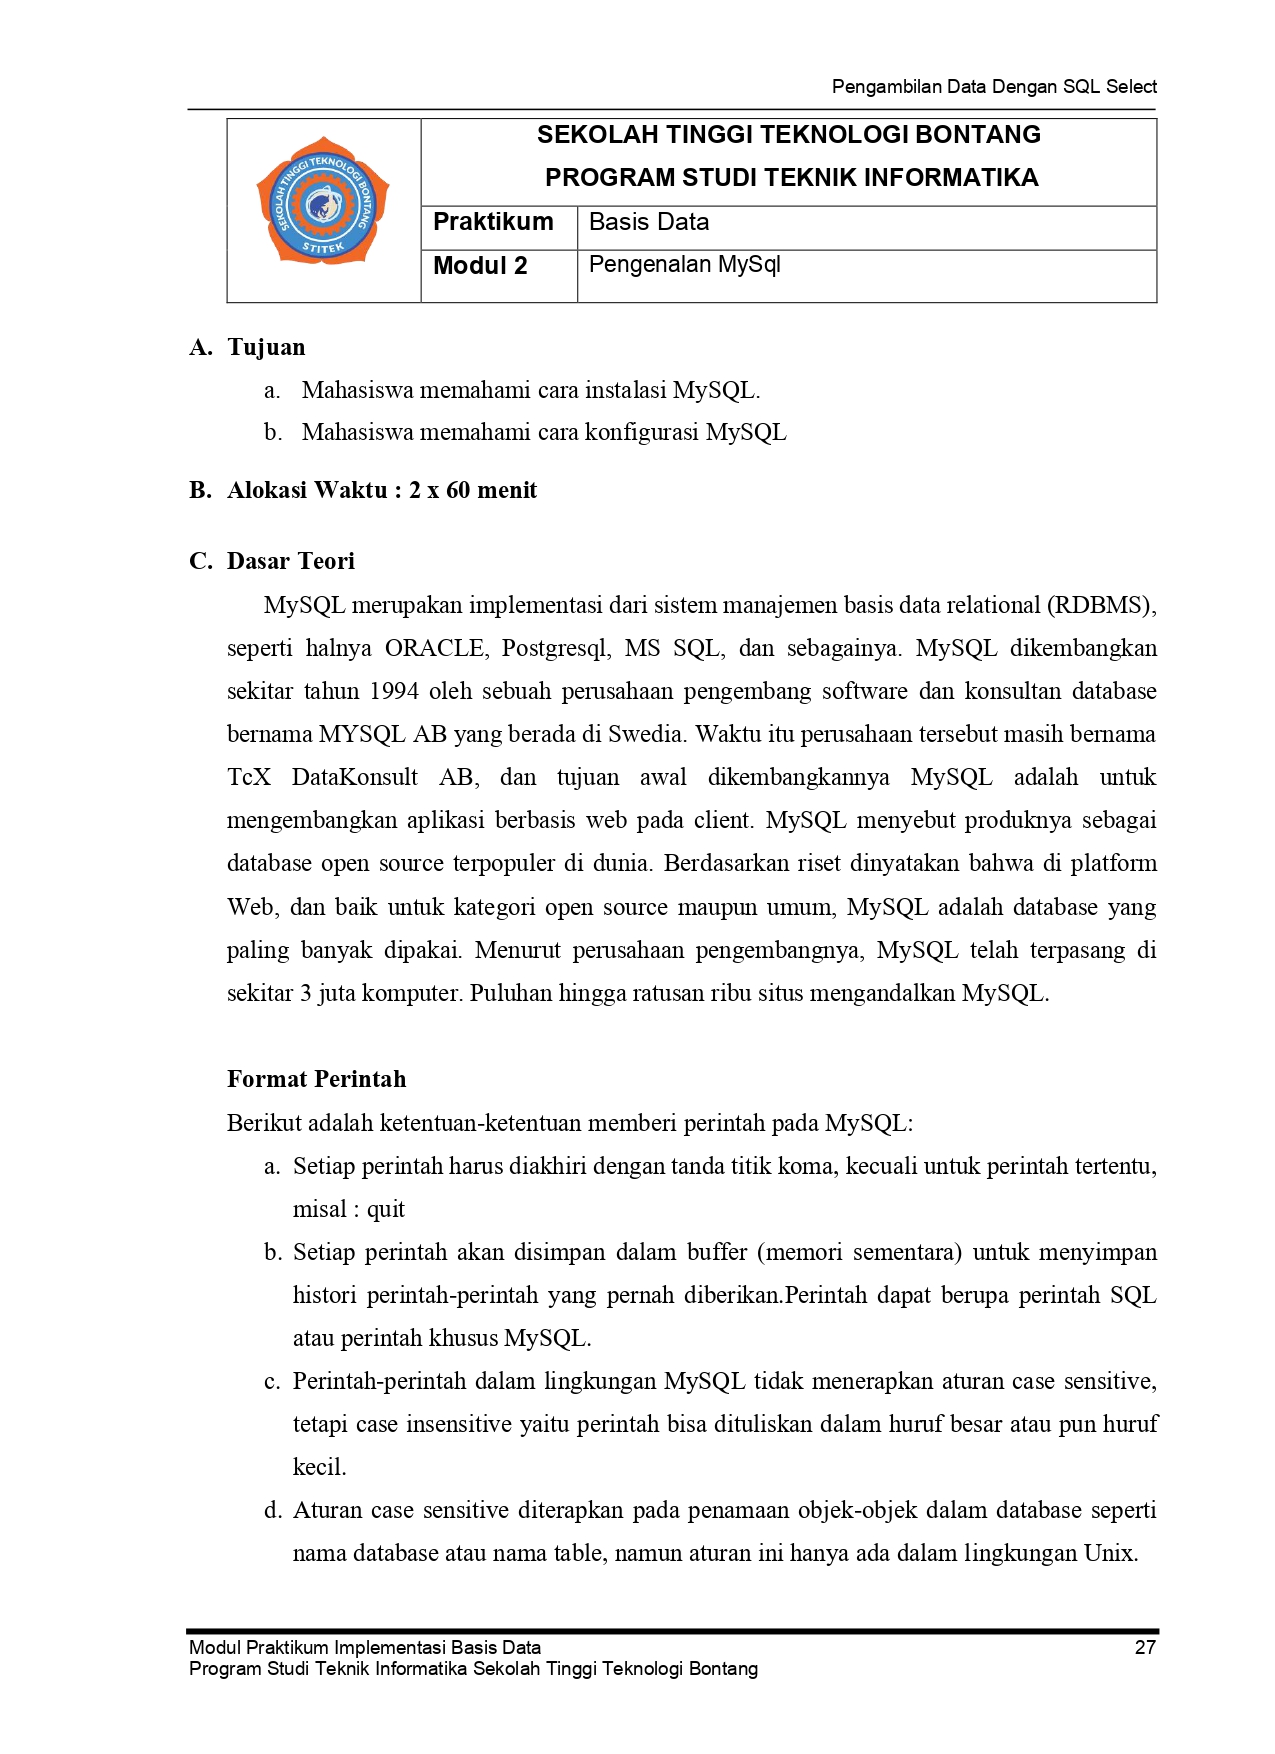 Pengambilan Data Dengan SQL Select
SEKOLAH TINGGI TEKNOLOGI BONTANG
STITEK
SEKOLAH TINGGI TEKNOLOGI BONTANG
PROGRAM STUDI TEKNIK INFORMATIKA
Praktikum Basis Data
Modul 2 Pengenalan MySql
A. Tujuan
a. Mahasiswa memahami cara instalasi MySQL.
b. Mahasiswa memahami cara konfigurasi MySQL
B. Alokasi Waktu : 2 x 60 menit
C. Dasar Teori
MySQL merupakan implementasi dari sistem manajemen basis data relational (RDBMS),
seperti halnya ORACLE, Postgresql, MS SQL, dan sebagainya. MySQL dikembangkan
sekitar tahun 1994 oleh sebuah perusahaan pengembang software dan konsultan database
bernama MYSQL AB yang berada di Swedia. Waktu itu perusahaan tersebut masih bernama
TcX DataKonsult AB, dan tujuan awal dikembangkannya MySQL adalah untuk
mengembangkan aplikasi berbasis web pada client. MySQL menyebut produknya sebagai
database open source terpopuler di dunia. Berdasarkan riset dinyatakan bahwa di platform
Web, dan baik untuk kategori open source maupun umum, MySQL adalah database yang
paling banyak dipakai. Menurut perusahaan pengembangnya, MySQL telah terpasang di
sekitar 3 juta komputer. Puluhan hingga ratusan ribu situs mengandalkan MySQL.
Format Perintah
Berikut adalah ketentuan-ketentuan memberi perintah pada MySQL:
a. Setiap perintah harus diakhiri dengan tanda titik koma, kecuali untuk perintah tertentu,
misal : quit
b. Setiap perintah akan disimpan dalam buffer (memori sementara) untuk menyimpan
histori perintah-perintah yang pernah diberikan.Perintah dapat berupa perintah SQL
atau perintah khusus MySQL.
c. Perintah-perintah dalam lingkungan MySQL tidak menerapkan aturan case sensitive,
tetapi case insensitive yaitu perintah bisa dituliskan dalam huruf besar atau pun huruf
kecil.
d. Aturan case sensitive diterapkan pada penamaan objek-objek dalam database seperti
nama database atau nama table, namun aturan ini hanya ada dalam lingkungan Unix.
Modul Praktikum Implementasi Basis Data 27
Program Studi Teknik Informatika Sekolah Tinggi Teknologi Bontang